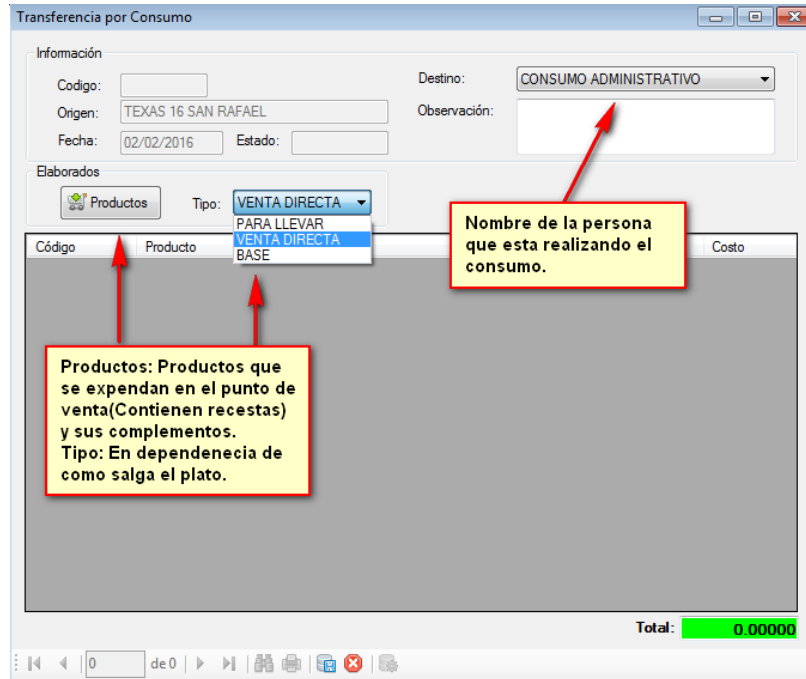 Transferencia por Consumo
Información
Codigo:
Destino: CONSUMO ADMINISTRATIVO
Origen: TEXAS 16 SAN RAFAEL
Observación:
Fecha: 02/02/2016 Estado:
Elaborados
Productos Tipo: VENTA DIRECTA
PARA LLEVAR
VENTA DIRECTA
BASE
Nombre de la persona
que esta realizando el
consumo.
Código Producto Costo
Productos: Productos que
se expendan en el punto de
venta(Contienen recestas)
y sus complementos.
Tipo: En dependenecia de
como salga el plato.
Total: 0.00000
0 de 0